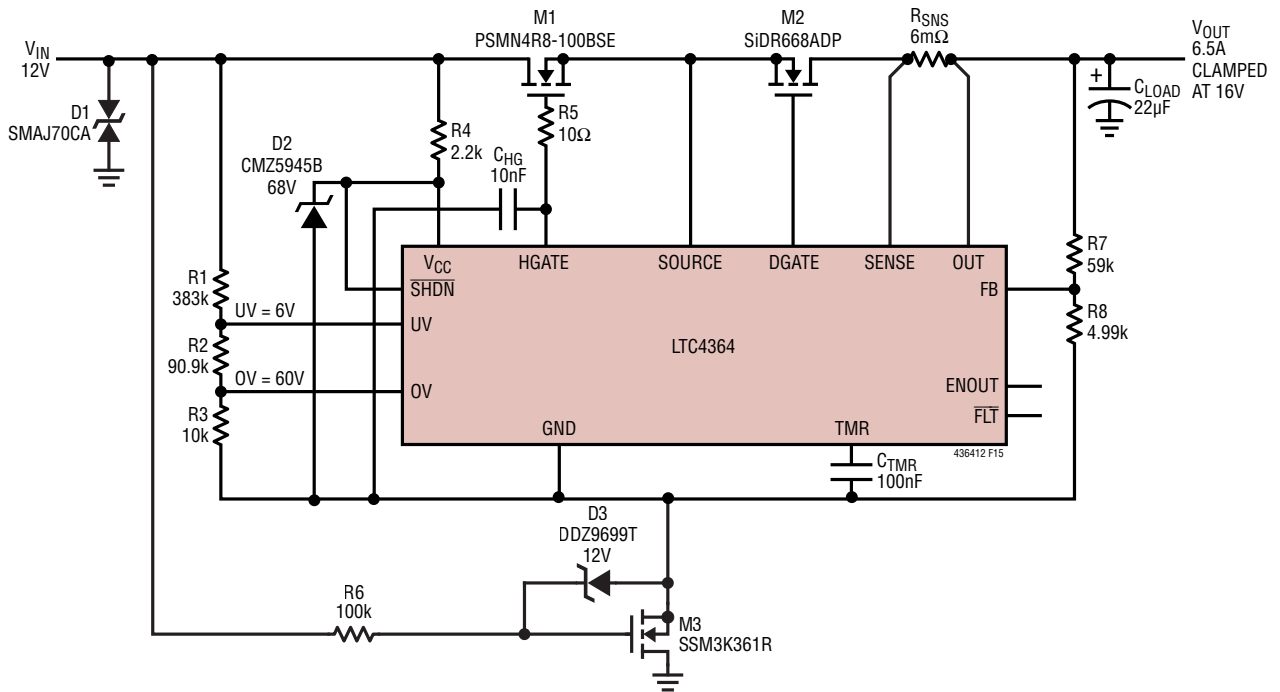 M1
PSMN4R8-100BSE
M2
SiDR668ADP
RSNS
6mΩ
VIN
12V
VOUT
6.5A
CLAMPED
AT 16V
D1
SMAJ70CA
+
CLOAD
22µF
R5
10Ω
R4
2.2k
D2
CMZ5945B
68V
CHG
10nF
VCC
HGATE
SOURCE
DGATE
SENSE
OUT
R7
59k
R1
383k
SHDN
FB
UV = 6V
UV
R8
4.99k
R2
90.9k
LTC4364
OV = 60V
OV
ENOUT
R3
10k
FLT
GND
TMR
436412 F15
CTMR
100nF
D3
DDZ9699T
12V
R6
100k
M3
SSM3K361R